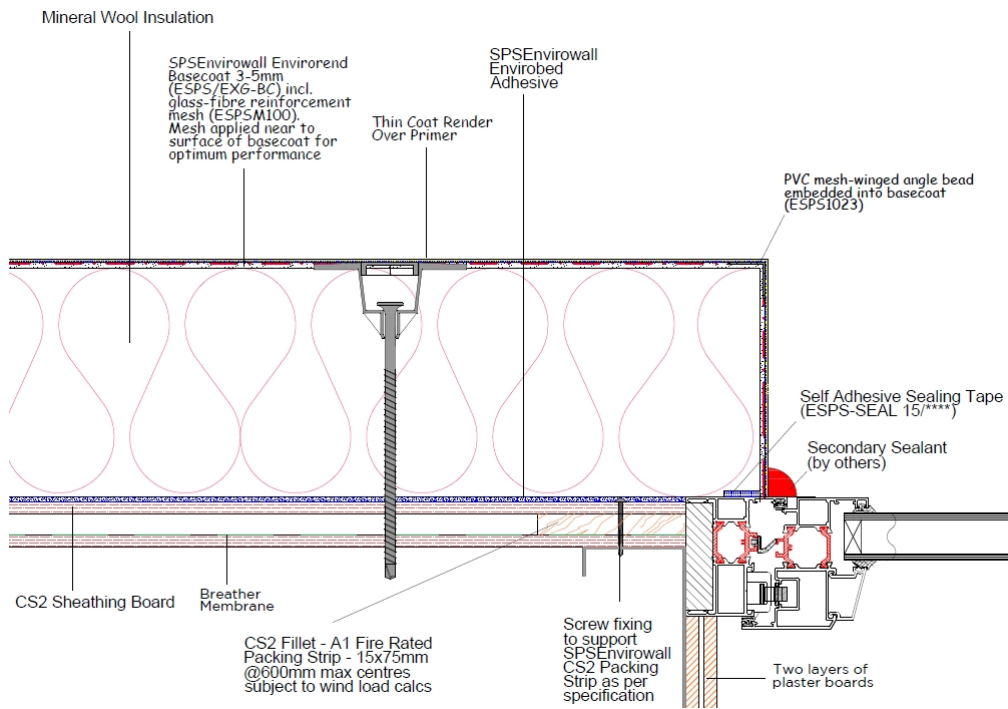 Mineral Wool Insulation
SPSEnvirowall Envirorend
Basecoat 3-5mm
(ESPS/EXG-BC) incl.
glass-fibre reinforcement
mesh (ESPSM100).
Mesh applied near to
surface of basecoat for
optimum performance
Thin Coat Render
Over Primer
SPSEnvirowall
Envirobed
Adhesive
PVC mesh-winged angle bead
embedded into basecoat
(ESPS1023)
Self Adhesive Sealing Tape
(ESPS-SEAL 15/****)
Secondary Sealant
(by others)
CS2 Sheathing Board
Breather
Membrane
CS2 Fillet - A1 Fire Rated
Packing Strip - 15x75mm
@600mm max centres
subject to wind load calcs
Screw fixing
to support
SPSEnvirowall
CS2 Packing
Strip as per
specification
Two layers of
plaster boards